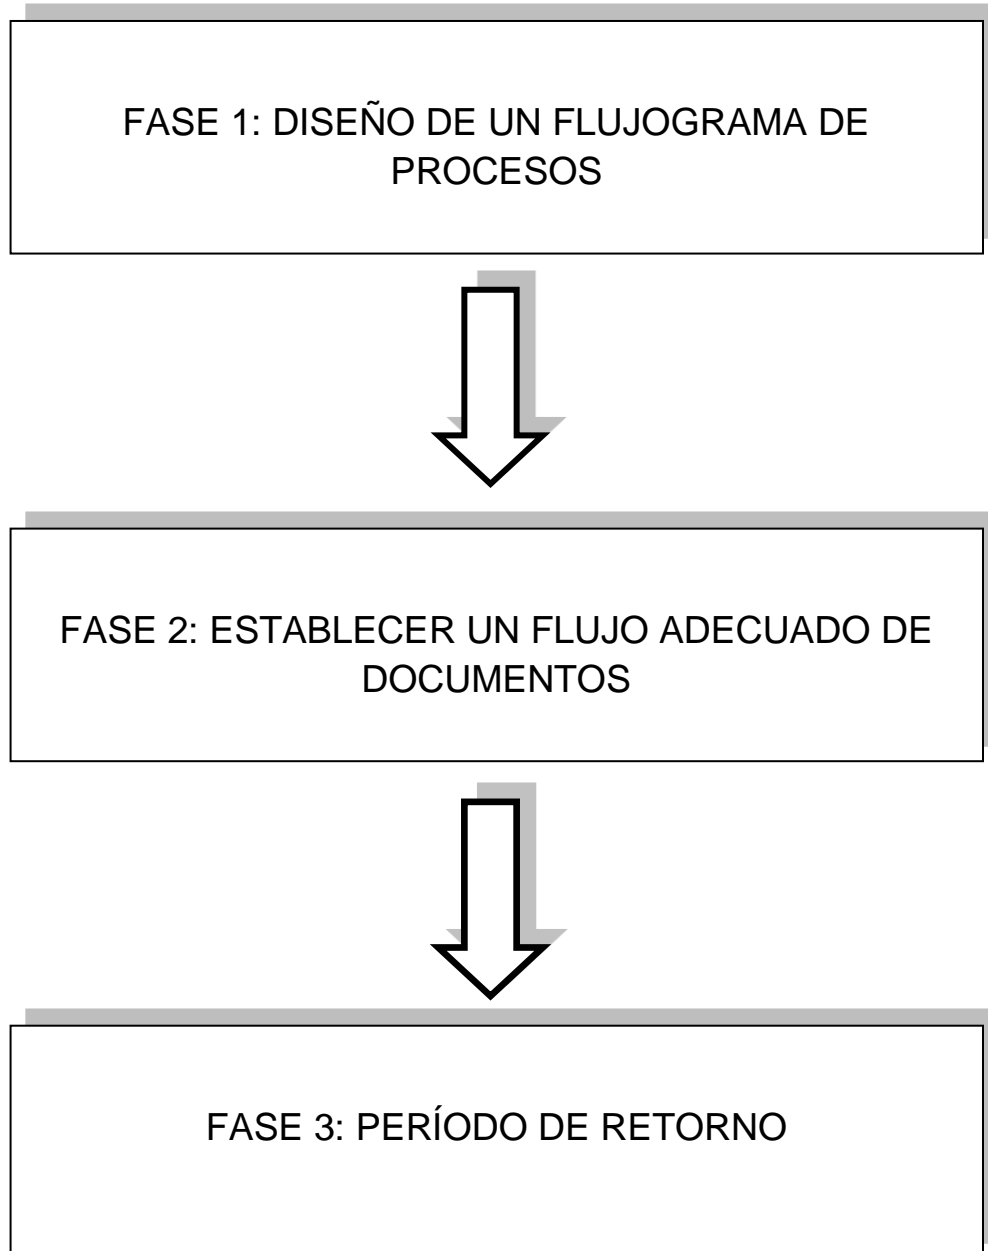 FASE 1: DISEÑO DE UN FLUJOGRAMA DE
PROCESOS
FASE 2: ESTABLECER UN FLUJO ADECUADO DE
DOCUMENTOS
FASE 3: PERÍODO DE RETORNO